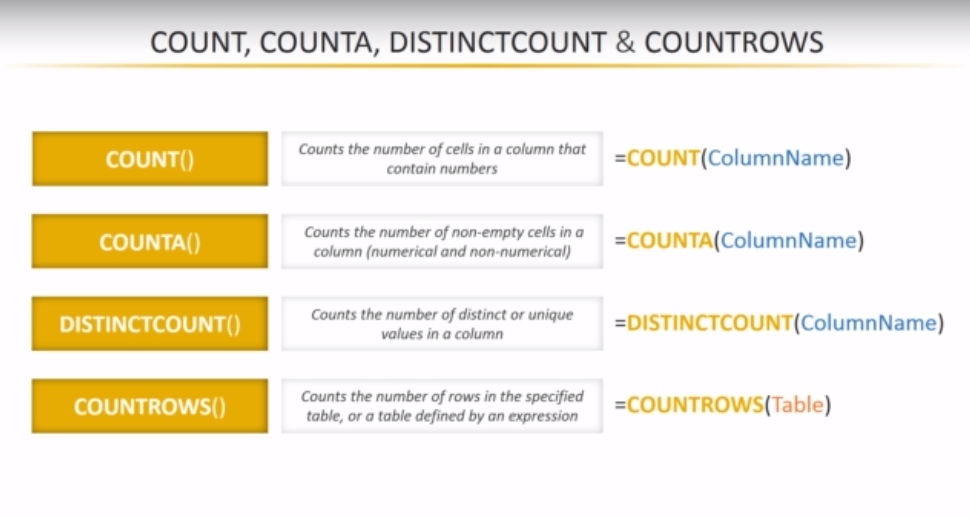 COUNT, COUNTA, DISTINCTCOUNT & COUNTROWS
COUNT()
Counts the number of cells in a column that
contain numbers
=COUNT(ColumnName)
COUNTA()
Counts the number of non-empty cells in a
column (numerical and non-numerical)
=COUNTA(ColumnName)
DISTINCTCOUNT()
Counts the number of distinct or unique
values in a column
=DISTINCTCOUNT(ColumnName)
COUNTROWS()
Counts the number of rows in the specified
table, or a table defined by an expression
=COUNTROWS(Table)